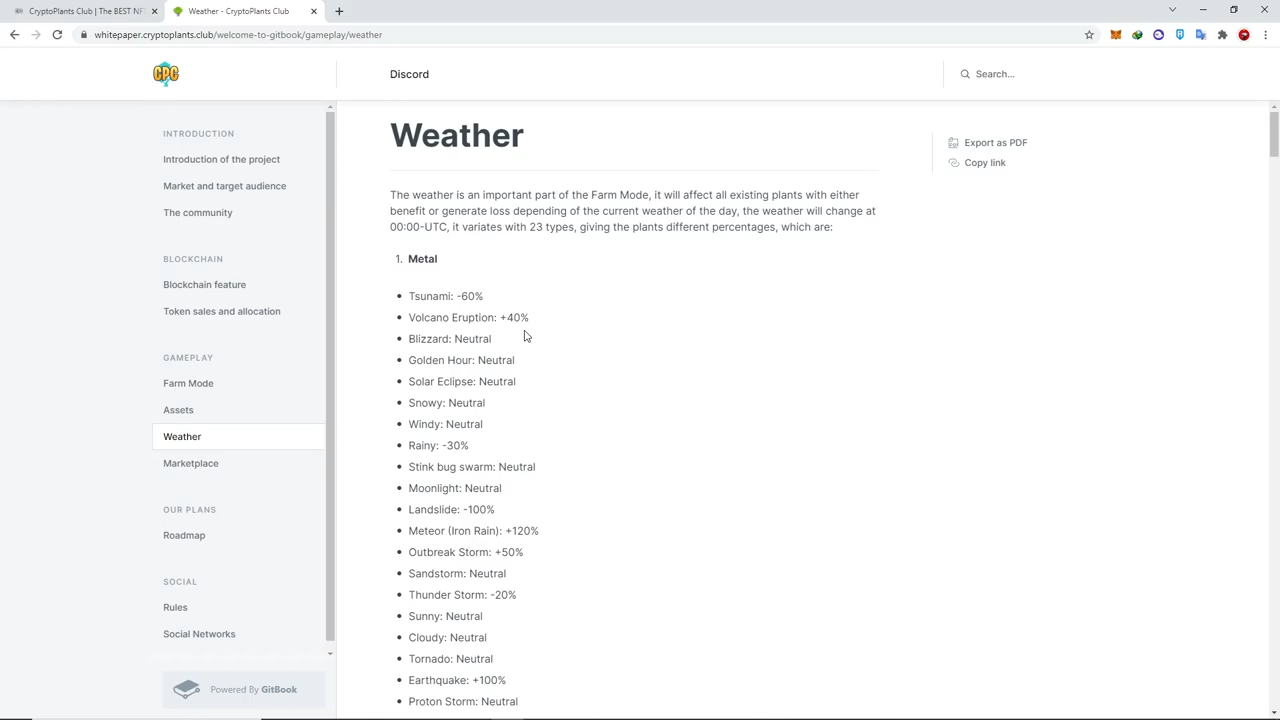 CryptoPlants Club | The BEST NF
Weather - CryptoPlants Club
whitepaper.cryptoplants.club/welcome-to-gitbook/gameplay/weather
CPC
Discord
Search...
INTRODUCTION
Introduction of the project
Market and target audience
The community
BLOCKCHAIN
Blockchain feature
Token sales and allocation
GAMEPLAY
Farm Mode
Assets
Weather
Marketplace
OUR PLANS
Roadmap
SOCIAL
Rules
Social Networks
Powered By GitBook
Weather
Export as PDF
Copy link
The weather is an important part of the Farm Mode, it will affect all existing plants with either
benefit or generate loss depending of the current weather of the day, the weather will change at
00:00-UTC, it variates with 23 types, giving the plants different percentages, which are:
1. Metal
• Tsunami: -60%
• Volcano Eruption: +40%
• Blizzard: Neutral
• Golden Hour: Neutral
• Solar Eclipse: Neutral
• Snowy: Neutral
• Windy: Neutral
• Rainy: -30%
• Stink bug swarm: Neutral
• Moonlight: Neutral
• Landslide: -100%
• Meteor (Iron Rain): +120%
• Outbreak Storm: +50%
• Sandstorm: Neutral
• Thunder Storm: -20%
• Sunny: Neutral
• Cloudy: Neutral
• Tornado: Neutral
• Earthquake: +100%
• Proton Storm: Neutral